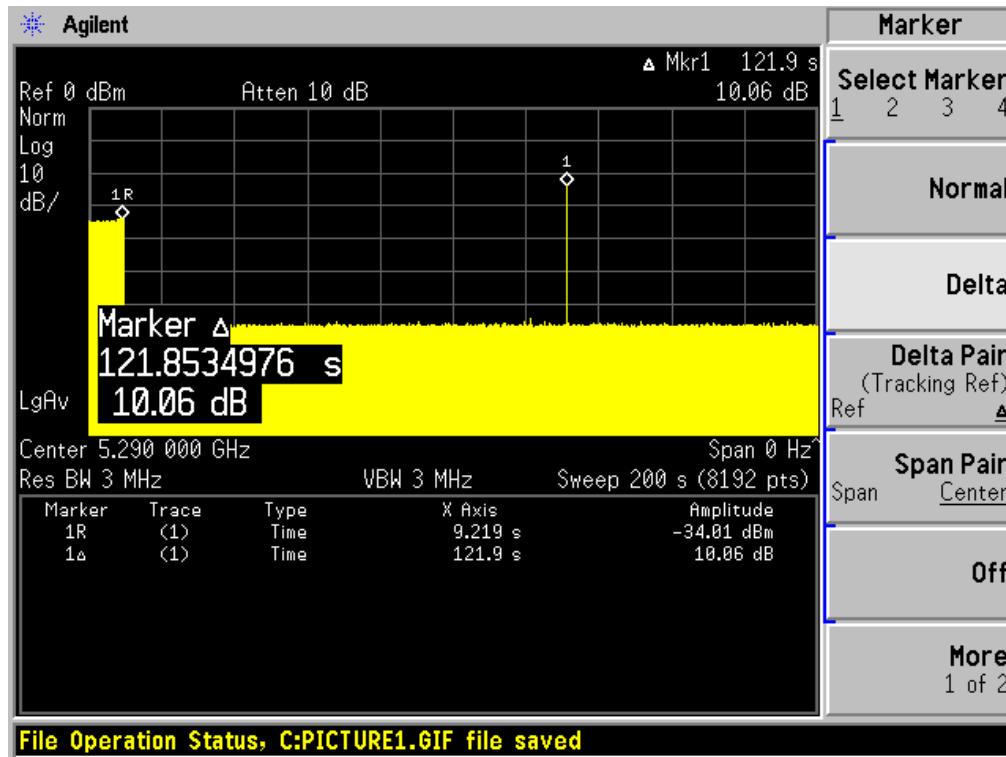 Agilent
Marker
Δ Mkr1 121.9 s
Ref 0 dBm Atten 10 dB 10.06 dB
Norm
Log
10
dB/
1R
1
Marker Δ
121.8534976 s
10.06 dB
LgAv
Center 5.290 000 GHz Span 0 Hz^
Res BW 3 MHz VBW 3 MHz Sweep 200 s (8192 pts)
Marker Trace Type X Axis Amplitude
1R (1) Time 9.219 s -34.01 dBm
1Δ (1) Time 121.9 s 10.06 dB
File Operation Status, C:PICTURE1.GIF file saved
Select Marker
1 2 3 4
Normal
Delta
Delta Pair
(Tracking Ref)
Ref Δ
Span Pair
Span Center
Off
More
1 of 2